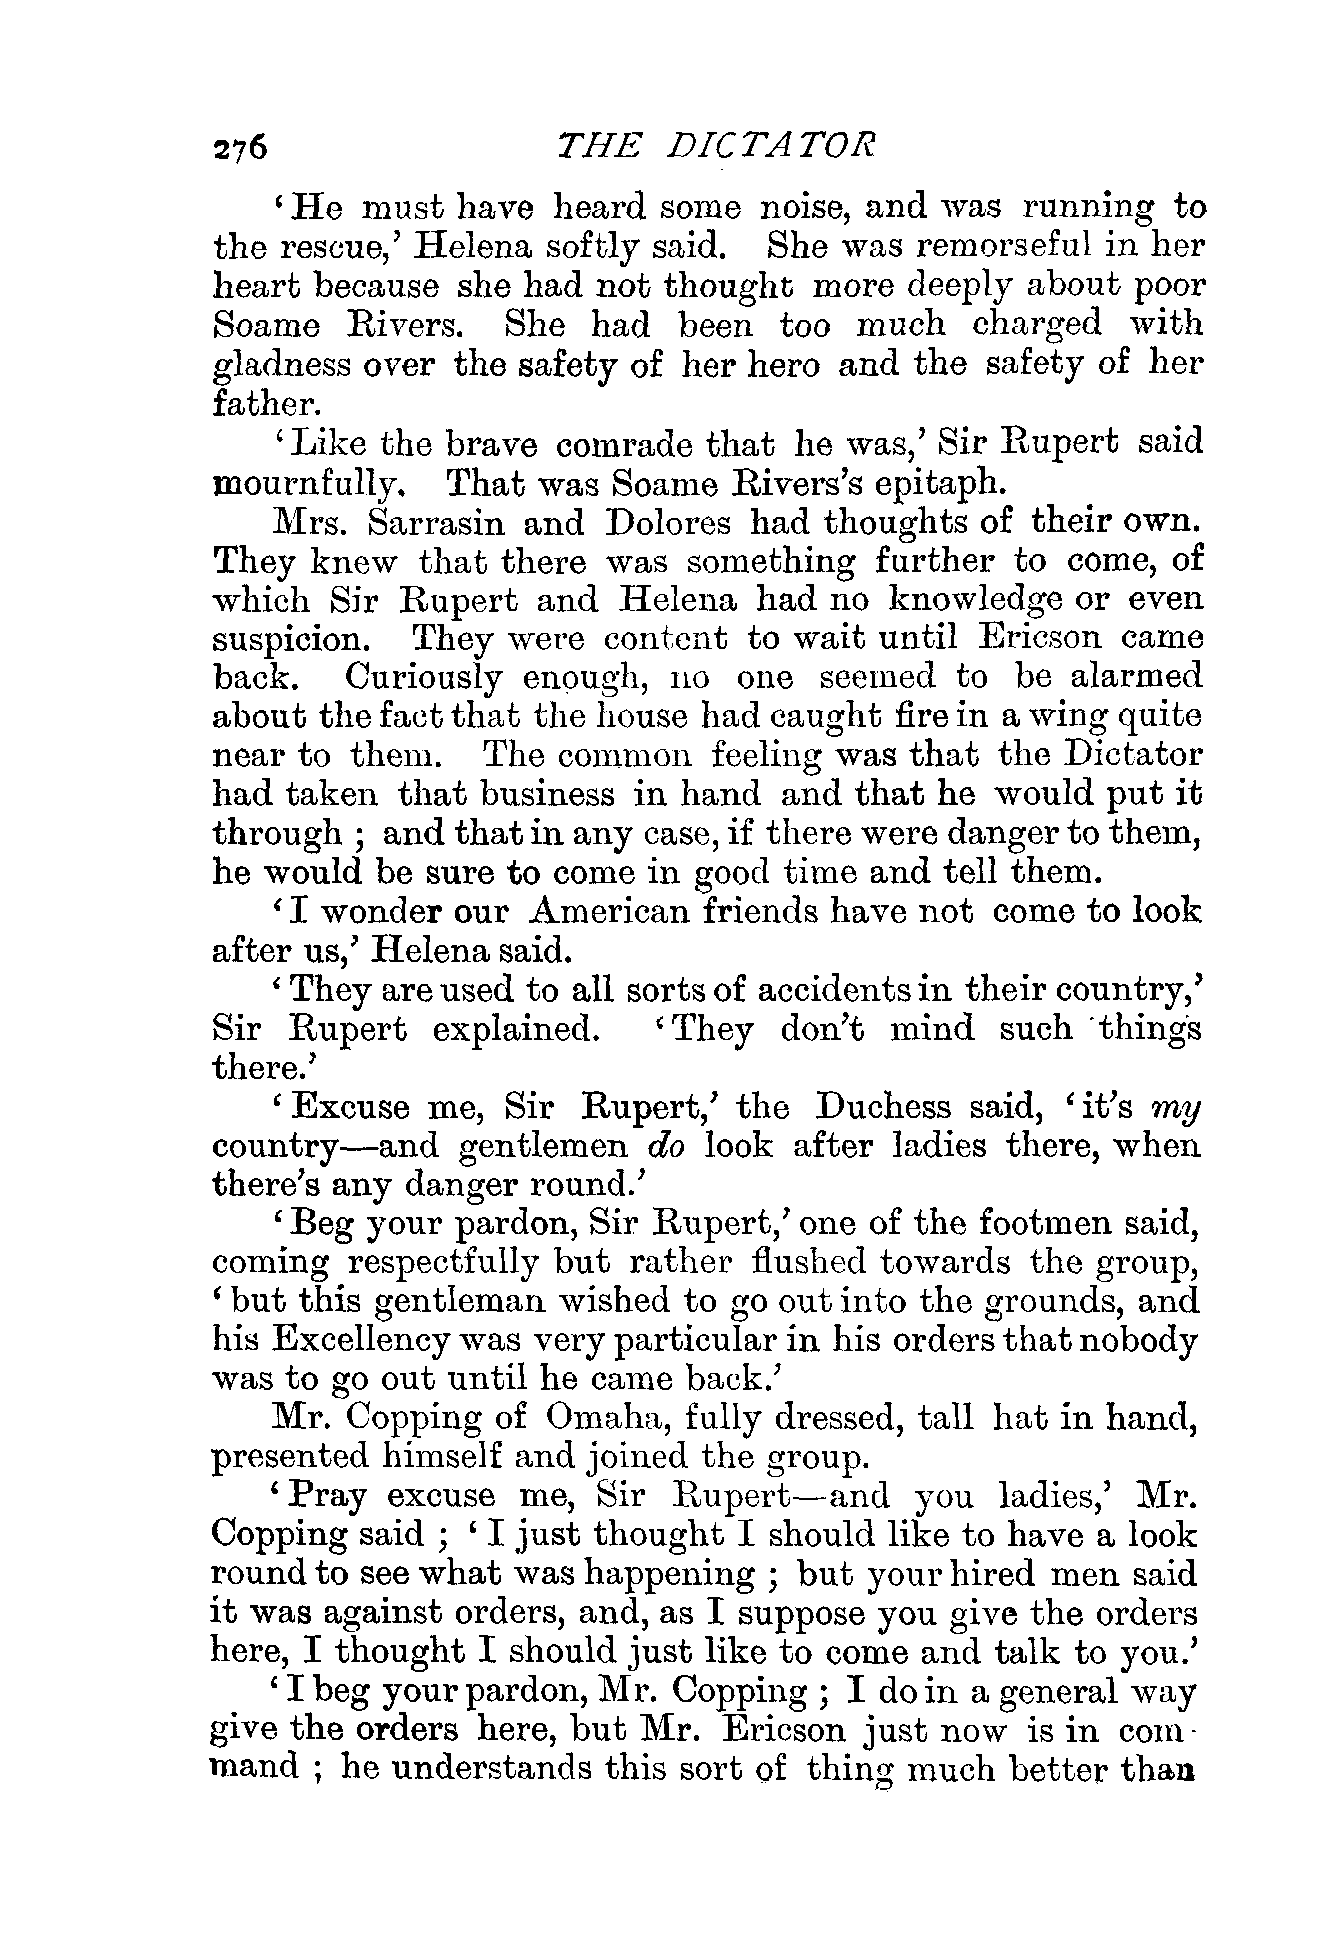 276 THE DICTATOR
‘He must have heard some noise, and was running to
the rescue,’ Helena softly said. She was remorseful in her
heart because she had not thought more deeply about poor
Soame Rivers. She had been too much charged with
gladness over the safety of her hero and the safety of her
father.
‘Like the brave comrade that he was,’ Sir Rupert said
mournfully. That was Soame Rivers’s epitaph.
Mrs. Sarrasin and Dolores had thoughts of their own.
They knew that there was something further to come, of
which Sir Rupert and Helena had no knowledge or even
suspicion. They were content to wait until Ericson came
back. Curiously enough, no one seemed to be alarmed
about the fact that the house had caught fire in a wing quite
near to them. The common feeling was that the Dictator
had taken that business in hand and that he would put it
through ; and that in any case, if there were danger to them,
he would be sure to come in good time and tell them.
‘I wonder our American friends have not come to look
after us,’ Helena said.
‘They are used to all sorts of accidents in their country,’
Sir Rupert explained. ‘They don’t mind such things
there.’
‘Excuse me, Sir Rupert,’ the Duchess said, ‘it’s my
country—and gentlemen do look after ladies there, when
there’s any danger round.’
‘Beg your pardon, Sir Rupert,’ one of the footmen said,
coming respectfully but rather flushed towards the group,
‘but this gentleman wished to go out into the grounds, and
his Excellency was very particular in his orders that nobody
was to go out until he came back.’
Mr. Copping of Omaha, fully dressed, tall hat in hand,
presented himself and joined the group.
‘Pray excuse me, Sir Rupert—and you ladies,’ Mr.
Copping said ; ‘I just thought I should like to have a look
round to see what was happening ; but your hired men said
it was against orders, and, as I suppose you give the orders
here, I thought I should just like to come and talk to you.’
‘I beg your pardon, Mr. Copping ; I do in a general way
give the orders here, but Mr. Ericson just now is in com-
mand ; he understands this sort of thing much better than